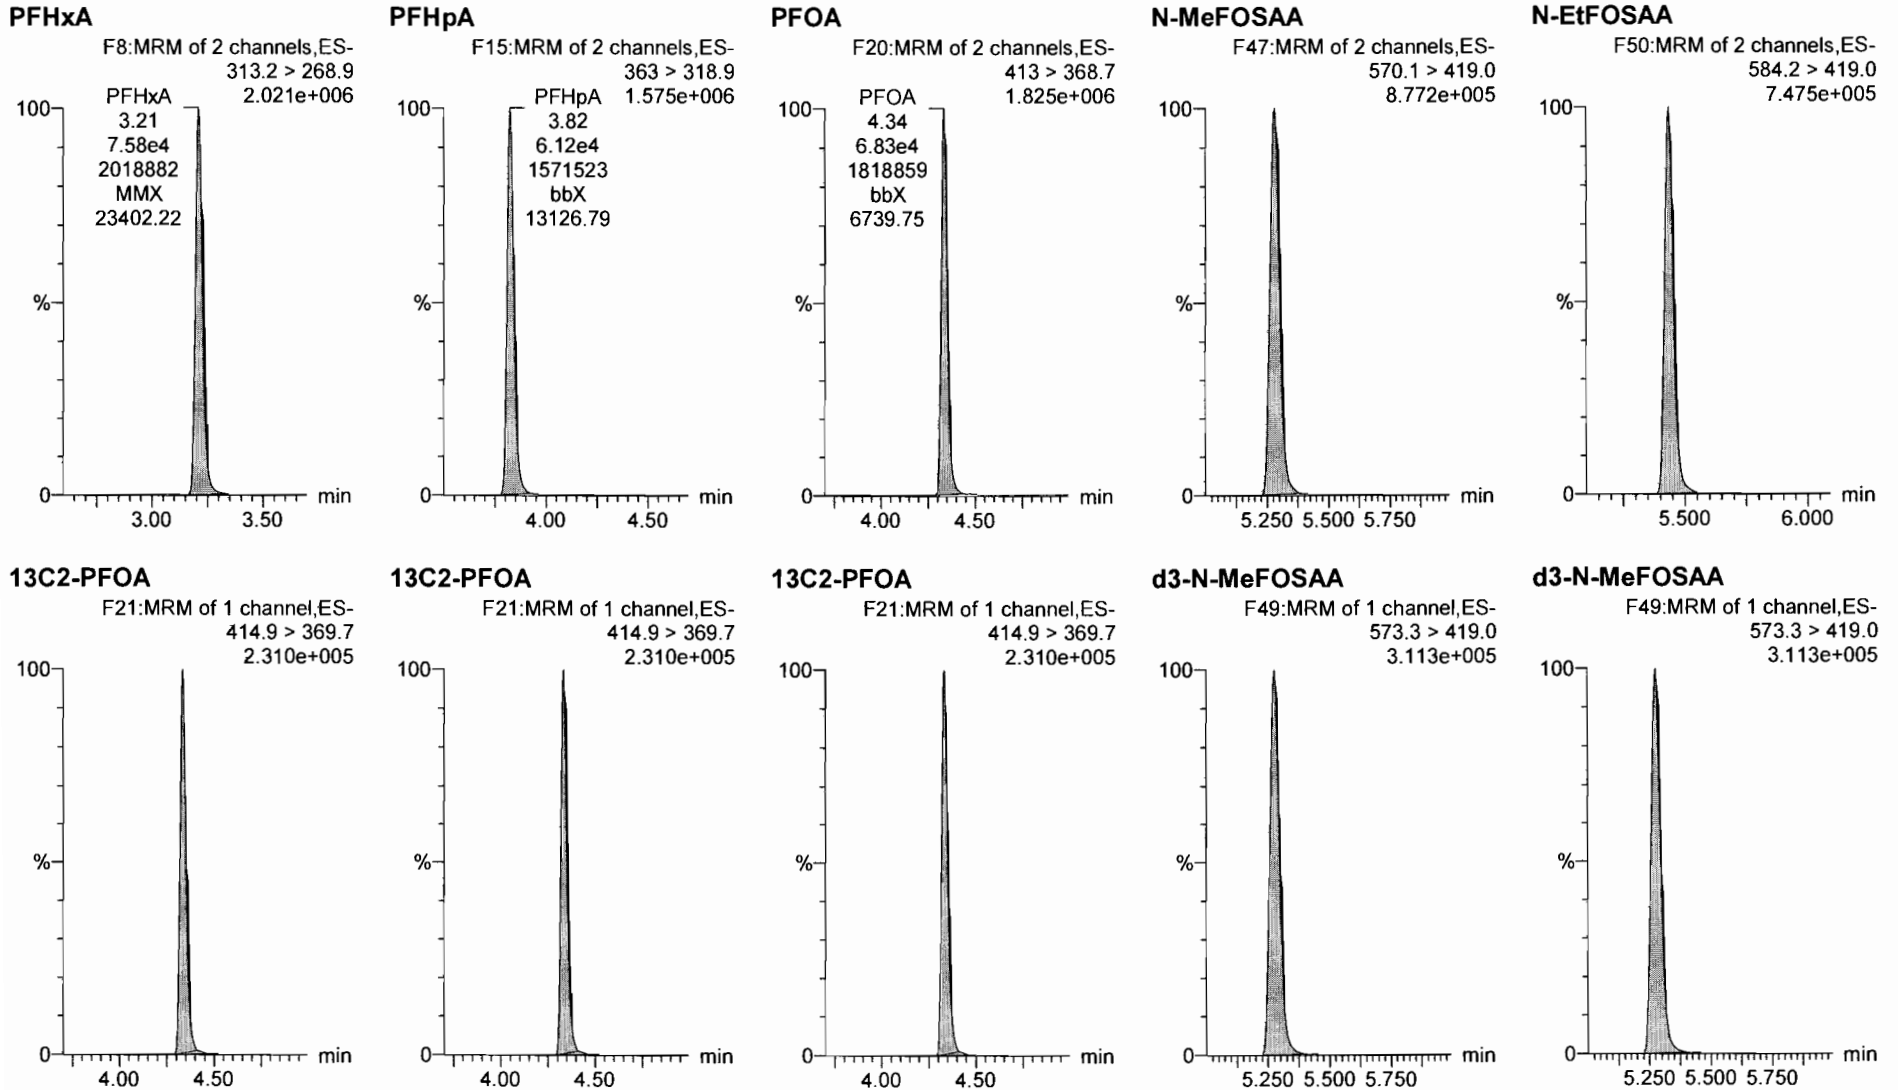 PFHxA
F8:MRM of 2 channels,ES-
313.2 > 268.9
2.021e+006
PFHxA
3.21
7.58e4
2018882
MMX
23402.22
100
%
0
3.00 3.50
min
PFHpA
F15:MRM of 2 channels,ES-
363 > 318.9
1.575e+006
PFHpA
3.82
6.12e4
1571523
bbX
13126.79
100
%
0
4.00 4.50
min
PFOA
F20:MRM of 2 channels,ES-
413 > 368.7
1.825e+006
PFOA
4.34
6.83e4
1818859
bbX
6739.75
100
%
0
4.00 4.50
min
N-MeFOSAA
F47:MRM of 2 channels,ES-
570.1 > 419.0
8.772e+005
100
%
0
5.250 5.500 5.750
min
N-EtFOSAA
F50:MRM of 2 channels,ES-
584.2 > 419.0
7.475e+005
100
%
0
5.500 6.000
min
13C2-PFOA
F21:MRM of 1 channel,ES-
414.9 > 369.7
2.310e+005
100
%
0
4.00 4.50
min
13C2-PFOA
F21:MRM of 1 channel,ES-
414.9 > 369.7
2.310e+005
100
%
0
4.00 4.50
min
13C2-PFOA
F21:MRM of 1 channel,ES-
414.9 > 369.7
2.310e+005
100
%
0
4.00 4.50
min
d3-N-MeFOSAA
F49:MRM of 1 channel,ES-
573.3 > 419.0
3.113e+005
100
%
0
5.250 5.500 5.750
min
d3-N-MeFOSAA
F49:MRM of 1 channel,ES-
573.3 > 419.0
3.113e+005
100
%
0
5.250 5.500 5.750
min